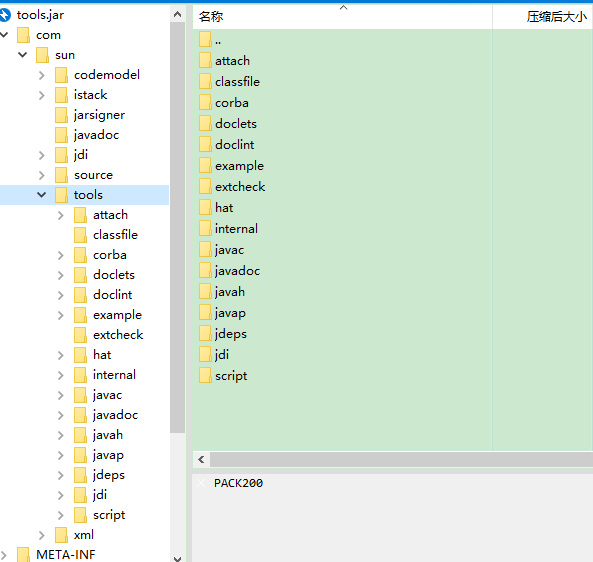 tools.jar
com
sun
codemodel
istack
jarsigner
javadoc
jdi
source
tools
attach
classfile
corba
doclets
doclint
example
extcheck
hat
internal
javac
javadoc
javah
javap
jdeps
jdi
script
xml
META-INF
名称 压缩后大小
..
attach
classfile
corba
doclets
doclint
example
extcheck
hat
internal
javac
javadoc
javah
javap
jdeps
jdi
script
PACK200